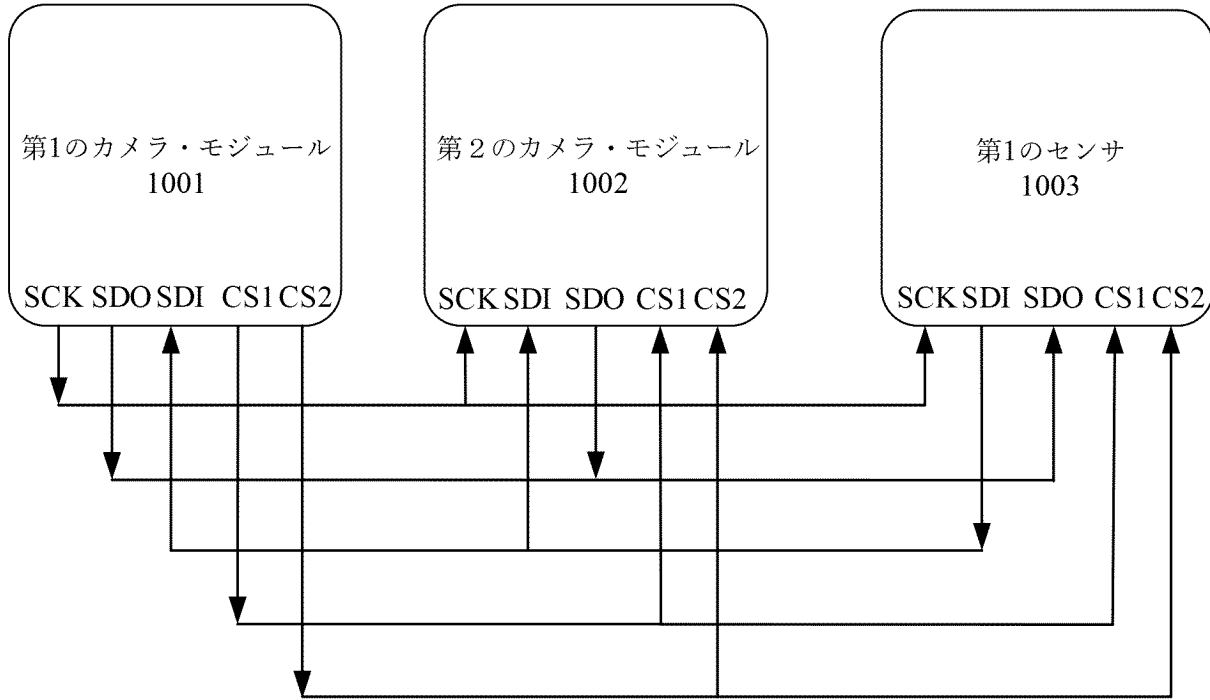 第1のカメラ・モジュール
1001
SCK SDO SDI CS1 CS2
第２のカメラ・モジュール
1002
SCK SDI SDO CS1 CS2
第1のセンサ
1003
SCK SDI SDO CS1 CS2